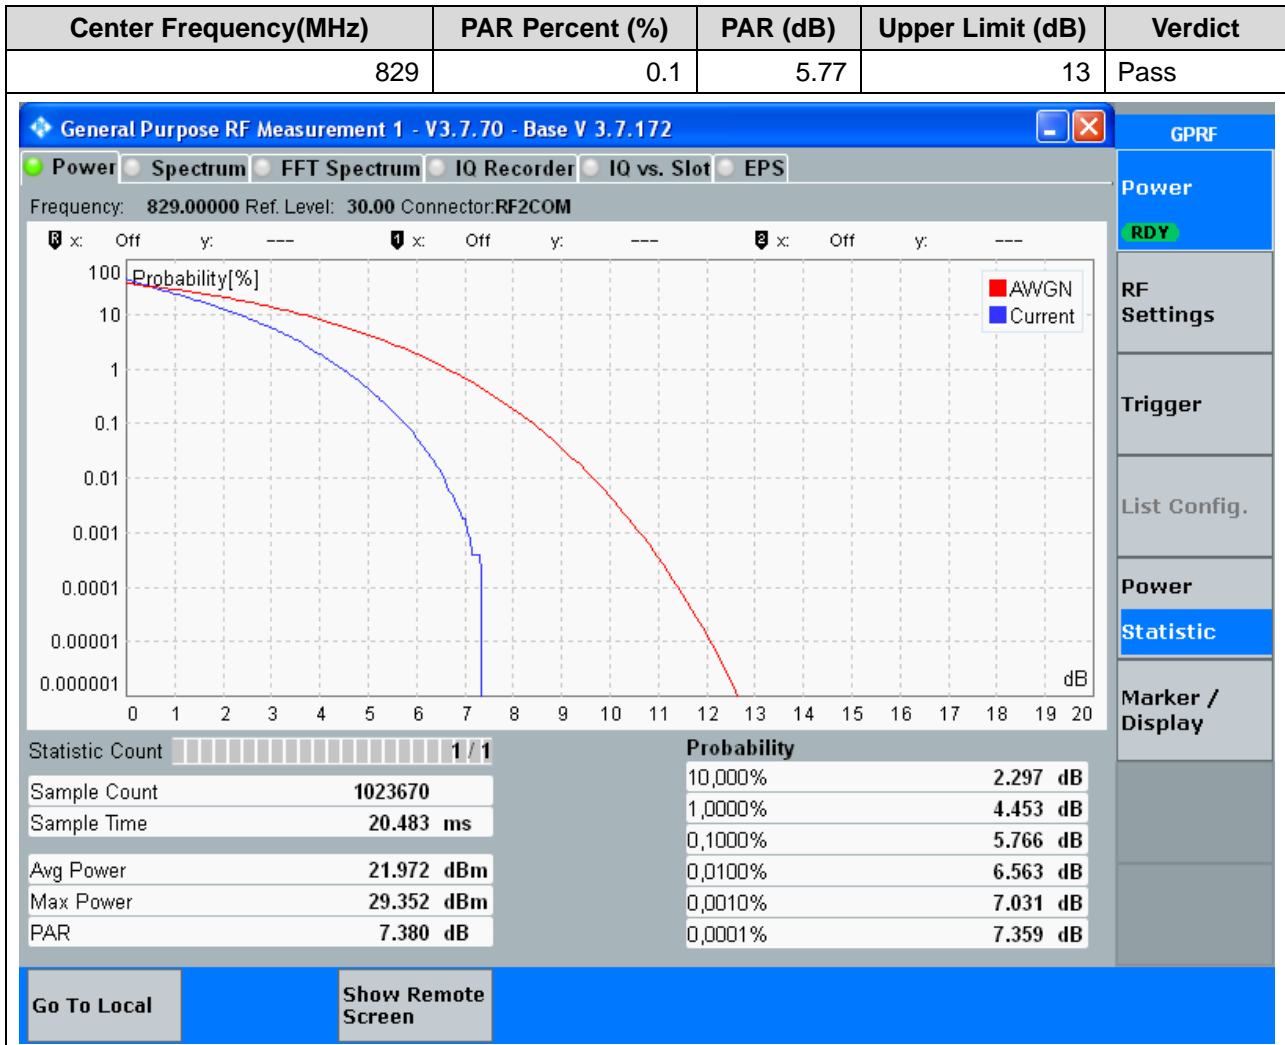 Center Frequency(MHz) PAR Percent (%) PAR (dB) Upper Limit (dB) Verdict
829 0.1 5.77 13 Pass
General Purpose RF Measurement 1 - V3.7.70 - Base V 3.7.172
GPRF
Power Spectrum FFT Spectrum IQ Recorder IQ vs. Slot EPS
Power
RDY
Frequency: 829.00000 Ref. Level: 30.00 Connector:RF2COM
R x: Off y: --- 1 x: Off y: --- 2 x: Off y: ---
Probability[%]
AWGN
Current
100
10
1
0.1
0.01
0.001
0.0001
0.00001
0.000001
dB
0 1 2 3 4 5 6 7 8 9 10 11 12 13 14 15 16 17 18 19 20
RF
Settings
Trigger
List Config.
Power
Statistic
Marker /
Display
Statistic Count 1 / 1
Sample Count 1023670
Sample Time 20.483 ms
Avg Power 21.972 dBm
Max Power 29.352 dBm
PAR 7.380 dB
Probability
10,000% 2.297 dB
1,0000% 4.453 dB
0,1000% 5.766 dB
0,0100% 6.563 dB
0,0010% 7.031 dB
0,0001% 7.359 dB
Go To Local
Show Remote
Screen